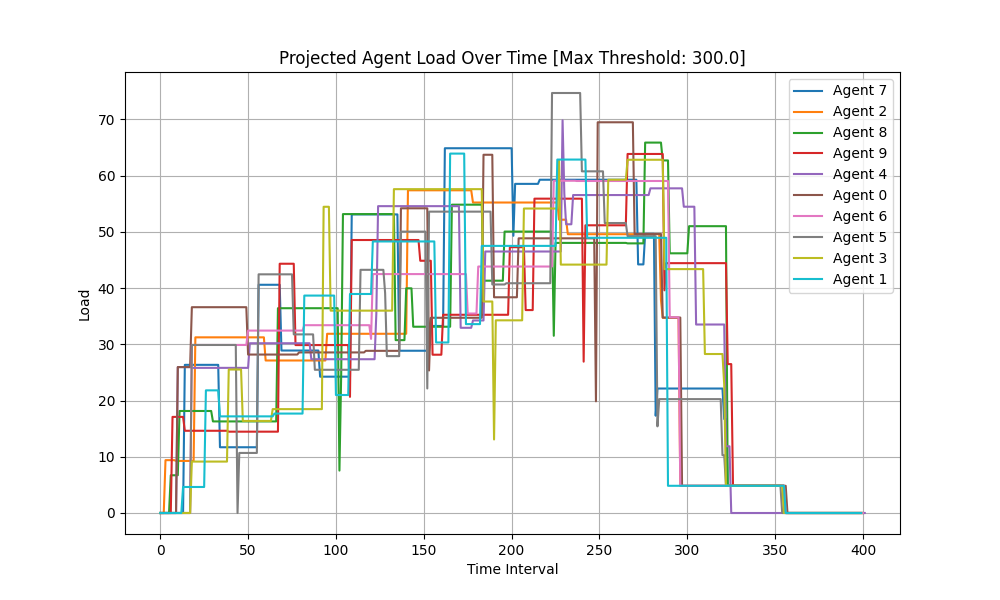 Projected Agent Load Over Time [Max Threshold: 300.0]
Load
70
60
50
40
30
20
10
0
0 50 100 150 200 250 300 350 400
Time Interval
Agent 7
Agent 2
Agent 8
Agent 9
Agent 4
Agent 0
Agent 6
Agent 5
Agent 3
Agent 1